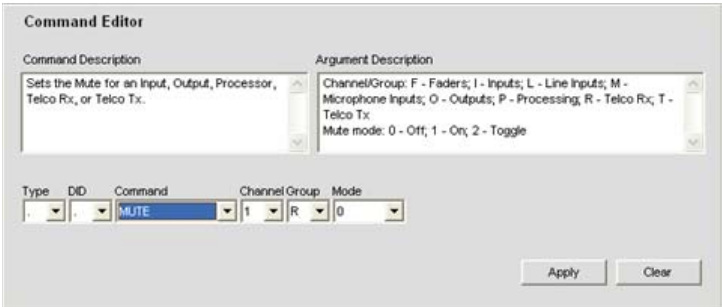 Command Editor
Command Description
Argument Description
Sets the Mute for an Input, Output, Processor,
Telco Rx, or Telco Tx.
Channel/Group: F - Faders; I - Inputs; L - Line Inputs; M -
Microphone Inputs; O - Outputs; P - Processing; R - Telco Rx; T -
Telco Tx
Mute mode: 0 - Off; 1 - On; 2 - Toggle
Type DID Command Channel Group Mode
. . MUTE 1 R 0
Apply Clear